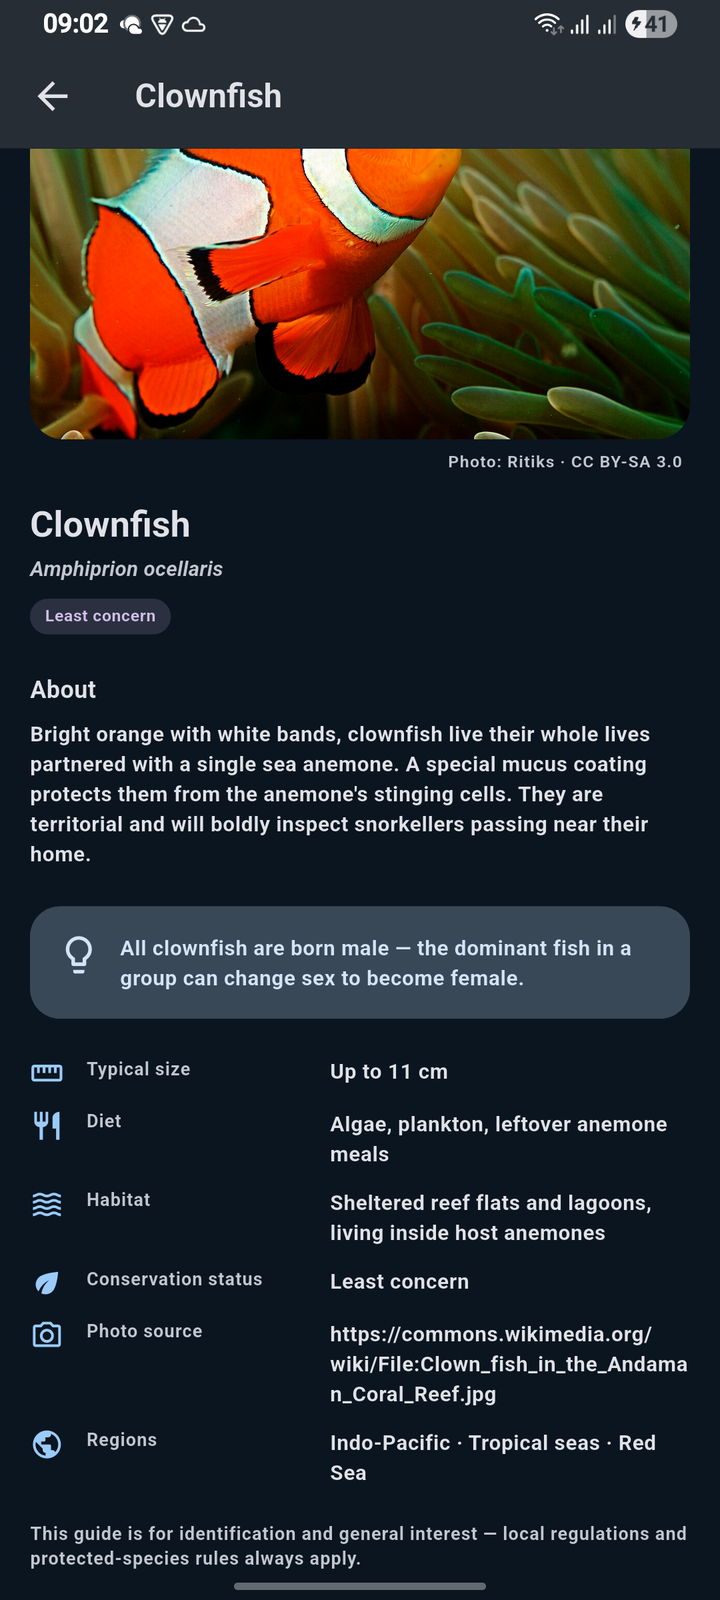 09:02
41
Clownfish
Photo: Ritiks · CC BY-SA 3.0
Clownfish
Amphiprion ocellaris
Least concern
About
Bright orange with white bands, clownfish live their whole lives
partnered with a single sea anemone. A special mucus coating
protects them from the anemone's stinging cells. They are
territorial and will boldly inspect snorkellers passing near their
home.
All clownfish are born male — the dominant fish in a
group can change sex to become female.
Typical size
Up to 11 cm
Diet
Algae, plankton, leftover anemone
meals
Habitat
Sheltered reef flats and lagoons,
living inside host anemones
Conservation status
Least concern
Photo source
https://commons.wikimedia.org/
wiki/File:Clown_fish_in_the_Andama
n_Coral_Reef.jpg
Regions
Indo-Pacific · Tropical seas · Red
Sea
This guide is for identification and general interest — local regulations and
protected-species rules always apply.